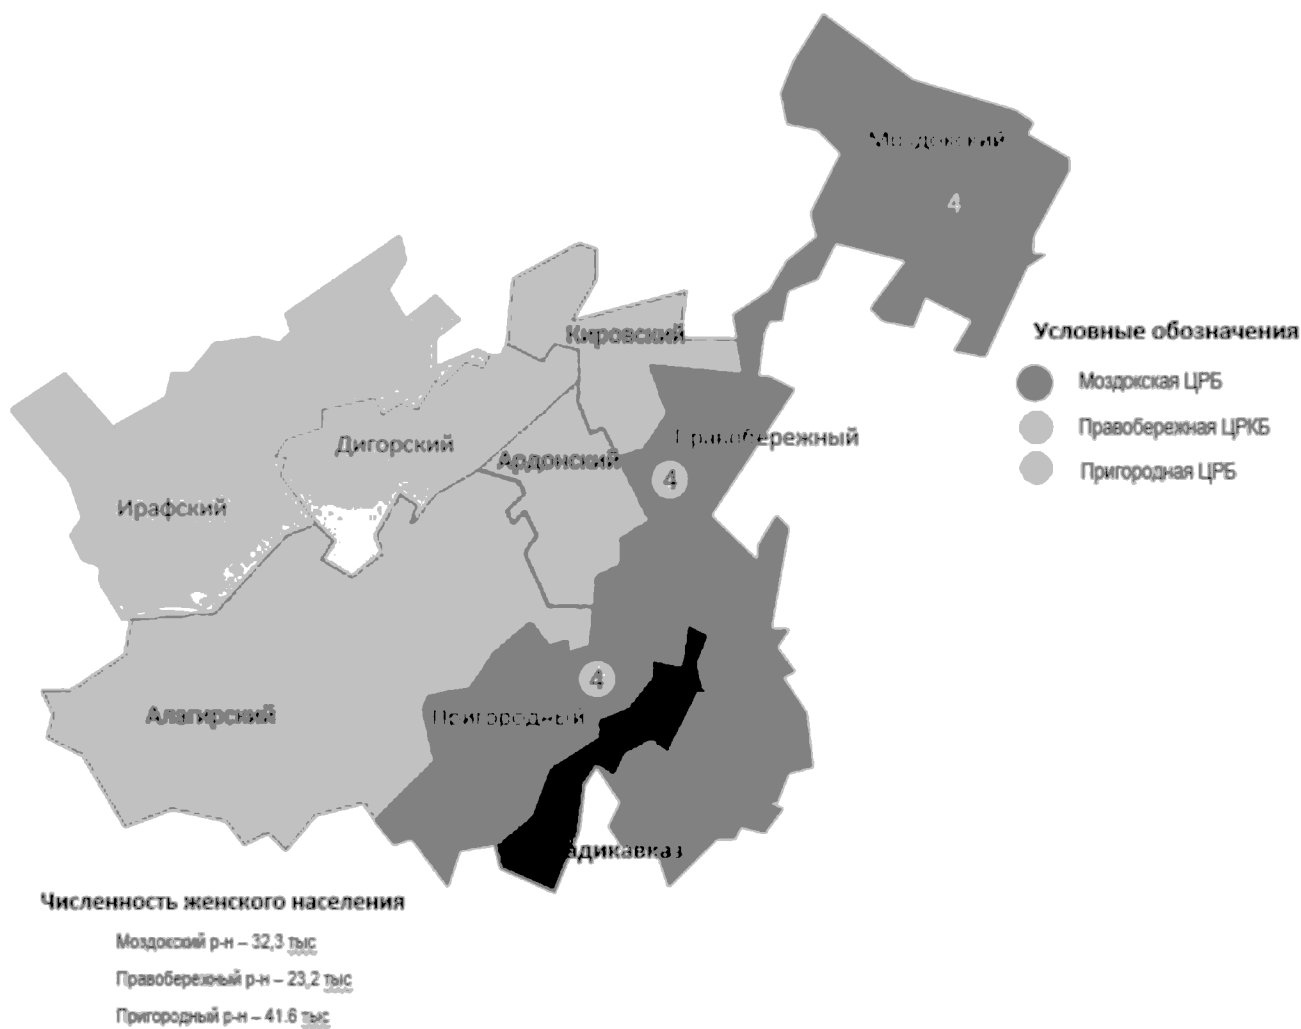 Моздокский
4
Кировский
Условные обозначения
Моздокская ЦРБ
Правобережная ЦРКБ
Пригородная ЦРБ
Правобережный
Дигорский
Ардонский
4
Ирафский
4
Алагирский
Пригородный
адикавказ
Численность женского населения
Моздокский р-н – 32,3 тыс
Правобережный р-н – 23,2 тыс
Пригородный р-н – 41.6 тыс